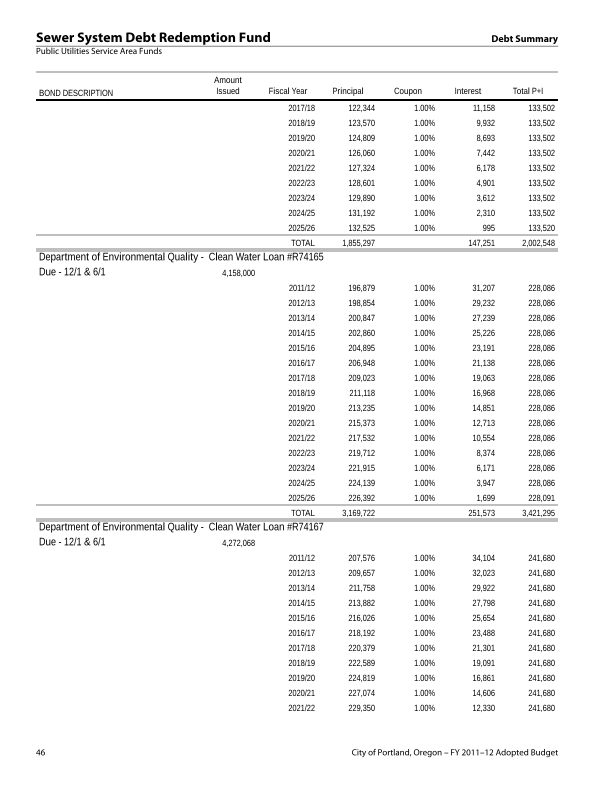 Sewer System Debt Redemption Fund Debt Summary
Public Utilities Service Area Funds
BOND DESCRIPTION Amount Issued Fiscal Year Principal Coupon Interest Total P+I
2017/18 122,344 1.00% 11,158 133,502
2018/19 123,570 1.00% 9,932 133,502
2019/20 124,809 1.00% 8,693 133,502
2020/21 126,060 1.00% 7,442 133,502
2021/22 127,324 1.00% 6,178 133,502
2022/23 128,601 1.00% 4,901 133,502
2023/24 129,890 1.00% 3,612 133,502
2024/25 131,192 1.00% 2,310 133,502
2025/26 132,525 1.00% 995 133,520
TOTAL 1,855,297 147,251 2,002,548
Department of Environmental Quality - Clean Water Loan #R74165
Due - 12/1 & 6/1 4,158,000
2011/12 196,879 1.00% 31,207 228,086
2012/13 198,854 1.00% 29,232 228,086
2013/14 200,847 1.00% 27,239 228,086
2014/15 202,860 1.00% 25,226 228,086
2015/16 204,895 1.00% 23,191 228,086
2016/17 206,948 1.00% 21,138 228,086
2017/18 209,023 1.00% 19,063 228,086
2018/19 211,118 1.00% 16,968 228,086
2019/20 213,235 1.00% 14,851 228,086
2020/21 215,373 1.00% 12,713 228,086
2021/22 217,532 1.00% 10,554 228,086
2022/23 219,712 1.00% 8,374 228,086
2023/24 221,915 1.00% 6,171 228,086
2024/25 224,139 1.00% 3,947 228,086
2025/26 226,392 1.00% 1,699 228,091
TOTAL 3,169,722 251,573 3,421,295
Department of Environmental Quality - Clean Water Loan #R74167
Due - 12/1 & 6/1 4,272,068
2011/12 207,576 1.00% 34,104 241,680
2012/13 209,657 1.00% 32,023 241,680
2013/14 211,758 1.00% 29,922 241,680
2014/15 213,882 1.00% 27,798 241,680
2015/16 216,026 1.00% 25,654 241,680
2016/17 218,192 1.00% 23,488 241,680
2017/18 220,379 1.00% 21,301 241,680
2018/19 222,589 1.00% 19,091 241,680
2019/20 224,819 1.00% 16,861 241,680
2020/21 227,074 1.00% 14,606 241,680
2021/22 229,350 1.00% 12,330 241,680
46 City of Portland, Oregon – FY 2011–12 Adopted Budget